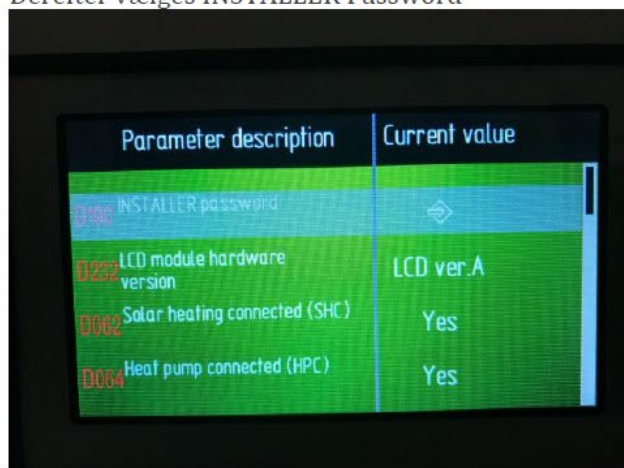 Derefter vælges INSTALLER Password
Parameter description Current value
D190 INSTALLER password
D232 LCD module hardware LCD ver.A
version
D062 Solar heating connected (SHC) Yes
D064 Heat pump connected (HPC) Yes